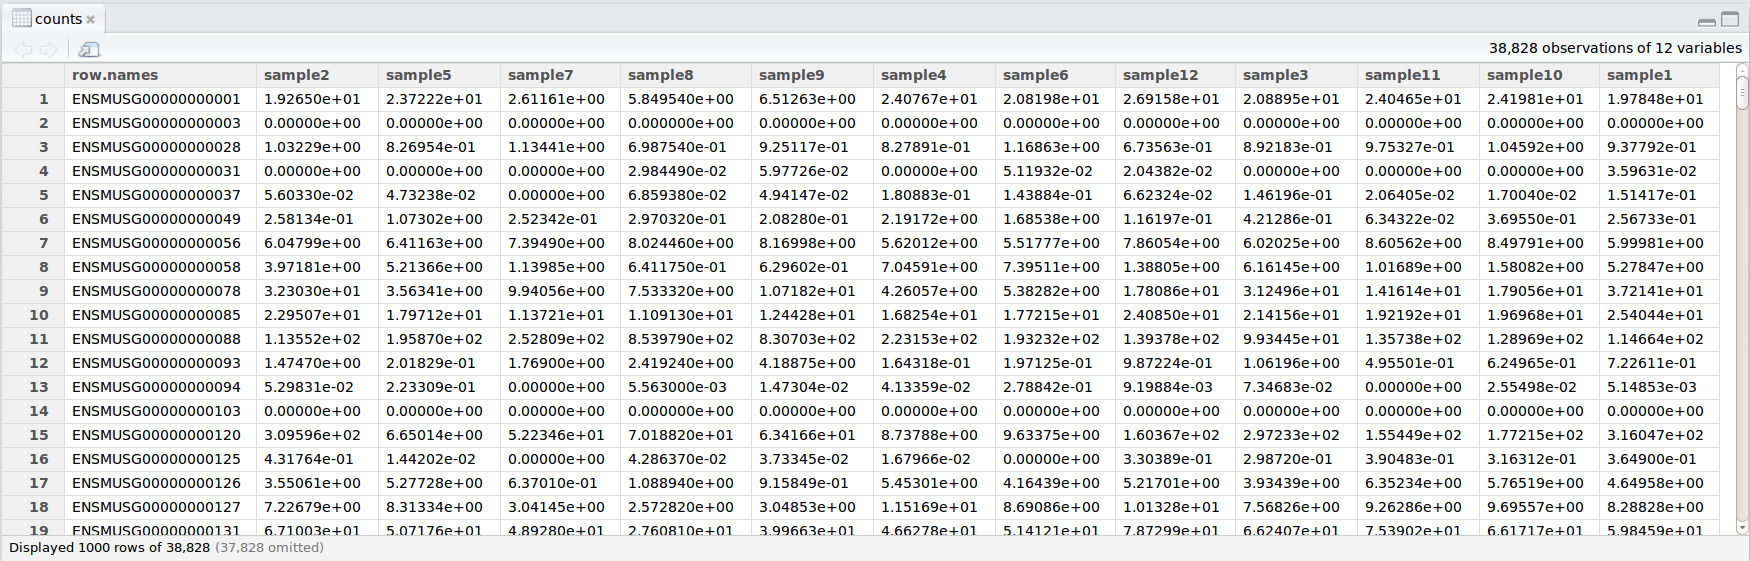 counts
38,828 observations of 12 variables
row.names sample2 sample5 sample7 sample8 sample9 sample4 sample6 sample12 sample3 sample11 sample10 sample1
1 ENSMUSG00000000001 1.92650e+01 2.37222e+01 2.61161e+00 5.849540e+00 6.51263e+00 2.40767e+01 2.08198e+01 2.69158e+01 2.08895e+01 2.40465e+01 2.41981e+01 1.97848e+01
2 ENSMUSG00000000003 0.00000e+00 0.00000e+00 0.00000e+00 0.000000e+00 0.00000e+00 0.00000e+00 0.00000e+00 0.00000e+00 0.00000e+00 0.00000e+00 0.00000e+00 0.00000e+00
3 ENSMUSG00000000028 1.03229e+00 8.26954e-01 1.13441e+00 6.987540e-01 9.25117e-01 8.27891e-01 1.16863e+00 6.73563e-01 8.92183e-01 9.75327e-01 1.04592e+00 9.37792e-01
4 ENSMUSG00000000031 0.00000e+00 0.00000e+00 0.00000e+00 2.984490e-02 5.97726e-02 0.00000e+00 5.11932e-02 2.04382e-02 0.00000e+00 0.00000e+00 0.00000e+00 3.59631e-02
5 ENSMUSG00000000037 5.60330e-02 4.73238e-02 0.00000e+00 6.859380e-02 4.94147e-02 1.80883e-01 1.43884e-01 6.62324e-02 1.46196e-01 2.06405e-02 1.70040e-02 1.51417e-01
6 ENSMUSG00000000049 2.58134e-01 1.07302e+00 2.52342e-01 2.970320e-01 2.08280e-01 2.19172e+00 1.68538e+00 1.16197e-01 4.21286e-01 6.34322e-02 3.69550e-01 2.56733e-01
7 ENSMUSG00000000056 6.04799e+00 6.41163e+00 7.39490e+00 8.024460e+00 8.16998e+00 5.62012e+00 5.51777e+00 7.86054e+00 6.02025e+00 8.60562e+00 8.49791e+00 5.99981e+00
8 ENSMUSG00000000058 3.97181e+00 5.21366e+00 1.13985e+00 6.411750e-01 6.29602e-01 7.04591e+00 7.39511e+00 1.38805e+00 6.16145e+00 1.01689e+00 1.58082e+00 5.27847e+00
9 ENSMUSG00000000078 3.23030e+01 3.56341e+00 9.94056e+00 7.533320e+00 1.07182e+01 4.26057e+00 5.38282e+00 1.78086e+01 3.12496e+01 1.41614e+01 1.79056e+01 3.72141e+01
10 ENSMUSG00000000085 2.29507e+01 1.79712e+01 1.13721e+01 1.109130e+01 1.24428e+01 1.68254e+01 1.77215e+01 2.40850e+01 2.14156e+01 1.92192e+01 1.96968e+01 2.54044e+01
11 ENSMUSG00000000088 1.13552e+02 1.95870e+02 2.52809e+02 8.539790e+02 8.30703e+02 2.23153e+02 1.93232e+02 1.39378e+02 9.93445e+01 1.35738e+02 1.28969e+02 1.14664e+02
12 ENSMUSG00000000093 1.47470e+00 2.01829e-01 1.76900e+00 2.419240e+00 4.18875e+00 1.64318e-01 1.97125e-01 9.87224e-01 1.06196e+00 4.95501e-01 6.24965e-01 7.22611e-01
13 ENSMUSG00000000094 5.29831e-02 2.23309e-01 0.00000e+00 5.563000e-03 1.47304e-02 4.13359e-02 2.78842e-01 9.19884e-03 7.34683e-02 0.00000e+00 2.55498e-02 5.14853e-03
14 ENSMUSG00000000103 0.00000e+00 0.00000e+00 0.00000e+00 0.000000e+00 0.00000e+00 0.00000e+00 0.00000e+00 0.00000e+00 0.00000e+00 0.00000e+00 0.00000e+00 0.00000e+00
15 ENSMUSG00000000120 3.09596e+02 6.65014e+00 5.22346e+01 7.018820e+01 6.34166e+01 8.73788e+00 9.63375e+00 1.60367e+02 2.97233e+02 1.55449e+02 1.77215e+02 3.16047e+02
16 ENSMUSG00000000125 4.31764e-01 1.44202e-02 0.00000e+00 4.286370e-02 3.73345e-02 1.67966e-02 0.00000e+00 3.30389e-01 2.98720e-01 3.90483e-01 3.16312e-01 3.64900e-01
17 ENSMUSG00000000126 3.55061e+00 5.27728e+00 6.37010e-01 1.088940e+00 9.15849e-01 5.45301e+00 4.16439e+00 5.21701e+00 3.93439e+00 6.35234e+00 5.76519e+00 4.64958e+00
18 ENSMUSG00000000127 7.22679e+00 8.31334e+00 3.04145e+00 2.572820e+00 3.04853e+00 1.15169e+01 8.69086e+00 1.01328e+01 7.56826e+00 9.26286e+00 9.69557e+00 8.28828e+00
19 ENSMUSG00000000131 6.71003e+01 5.07176e+01 4.89280e+01 2.760810e+01 3.99663e+01 4.66278e+01 5.14121e+01 7.87299e+01 6.62407e+01 7.53902e+01 6.61717e+01 5.98459e+01
Displayed 1000 rows of 38,828 (37,828 omitted)